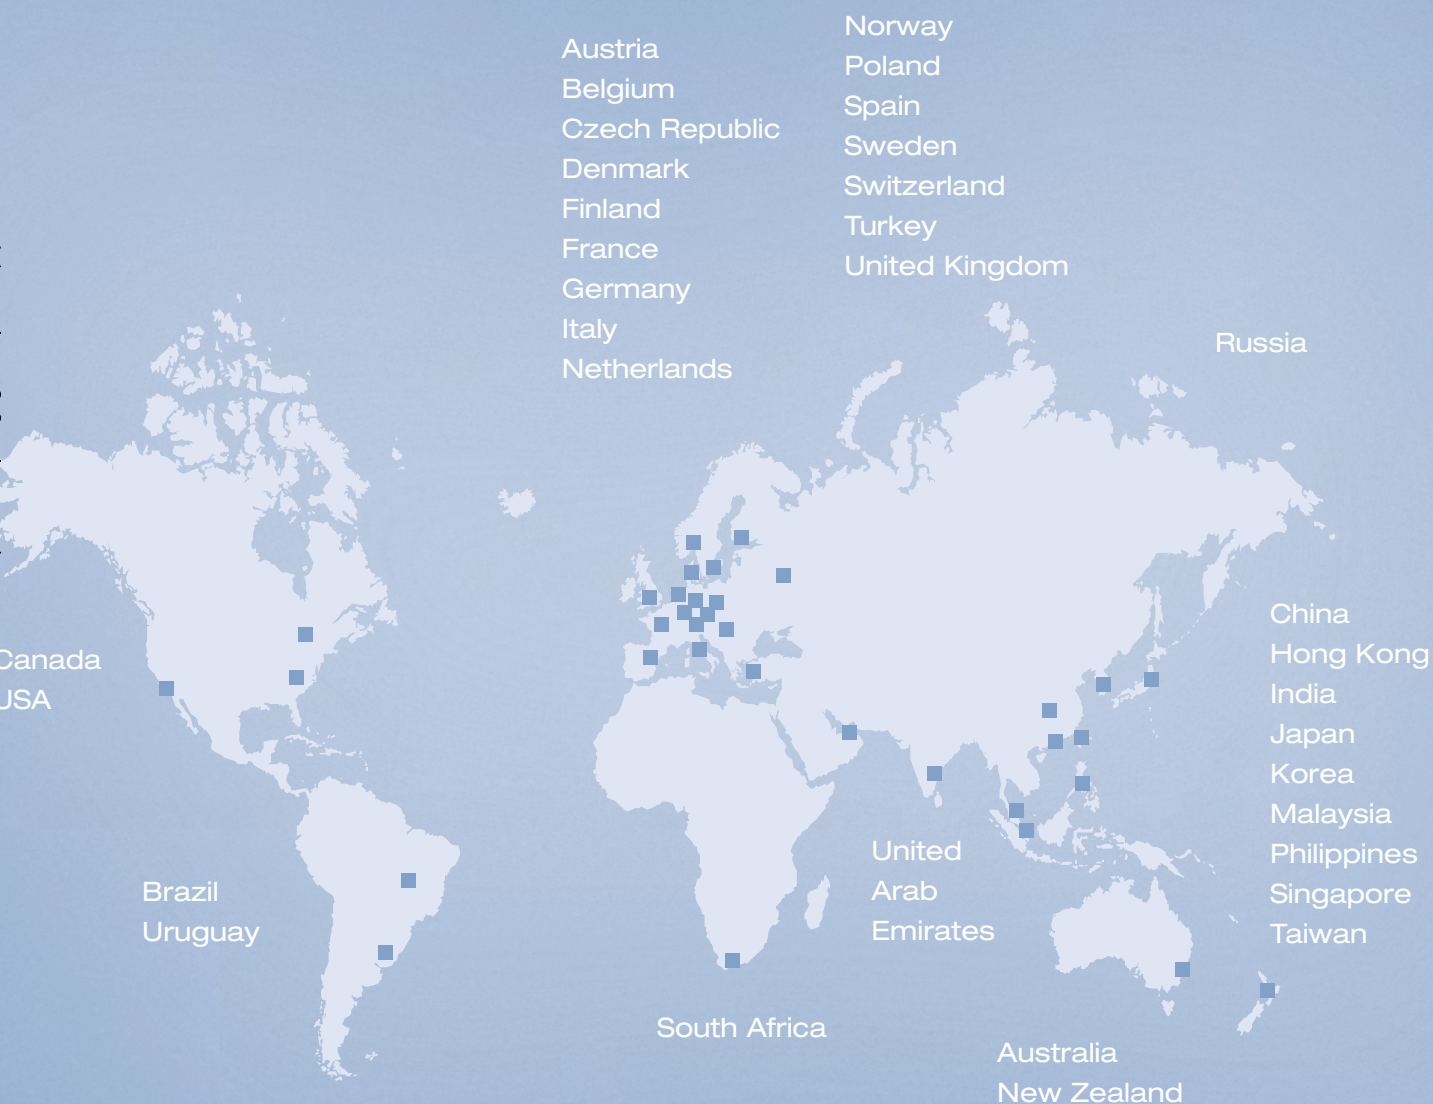 Austria
Belgium
Czech Republic
Denmark
Finland
France
Germany
Italy
Netherlands
Norway
Poland
Spain
Sweden
Switzerland
Turkey
United Kingdom
Russia
Canada
USA
China
Hong Kong
India
Japan
Korea
Malaysia
Philippines
Singapore
Taiwan
Brazil
Uruguay
United
Arab
Emirates
South Africa
Australia
New Zealand